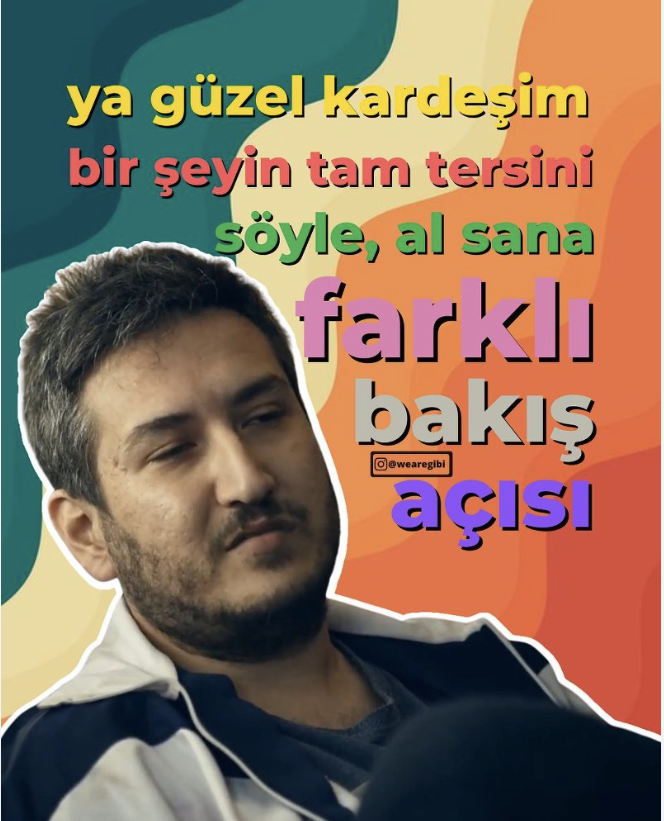 ya güzel kardeşim
bir şeyin tam tersini
söyle, al sana
farklı
bakış
@wearegibi
açısı